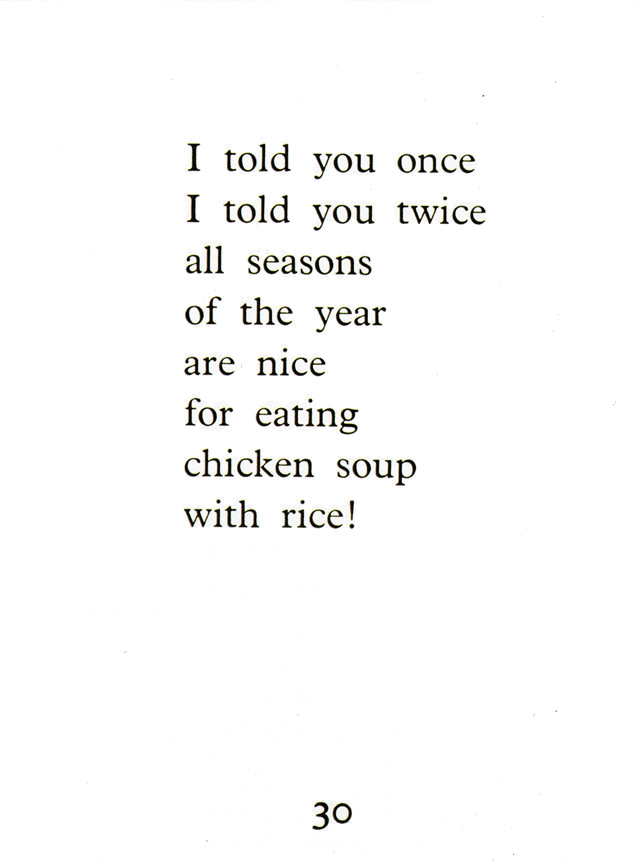 I told you once
I told you twice
all seasons
of the year
are nice
for eating
chicken soup
with rice!
30